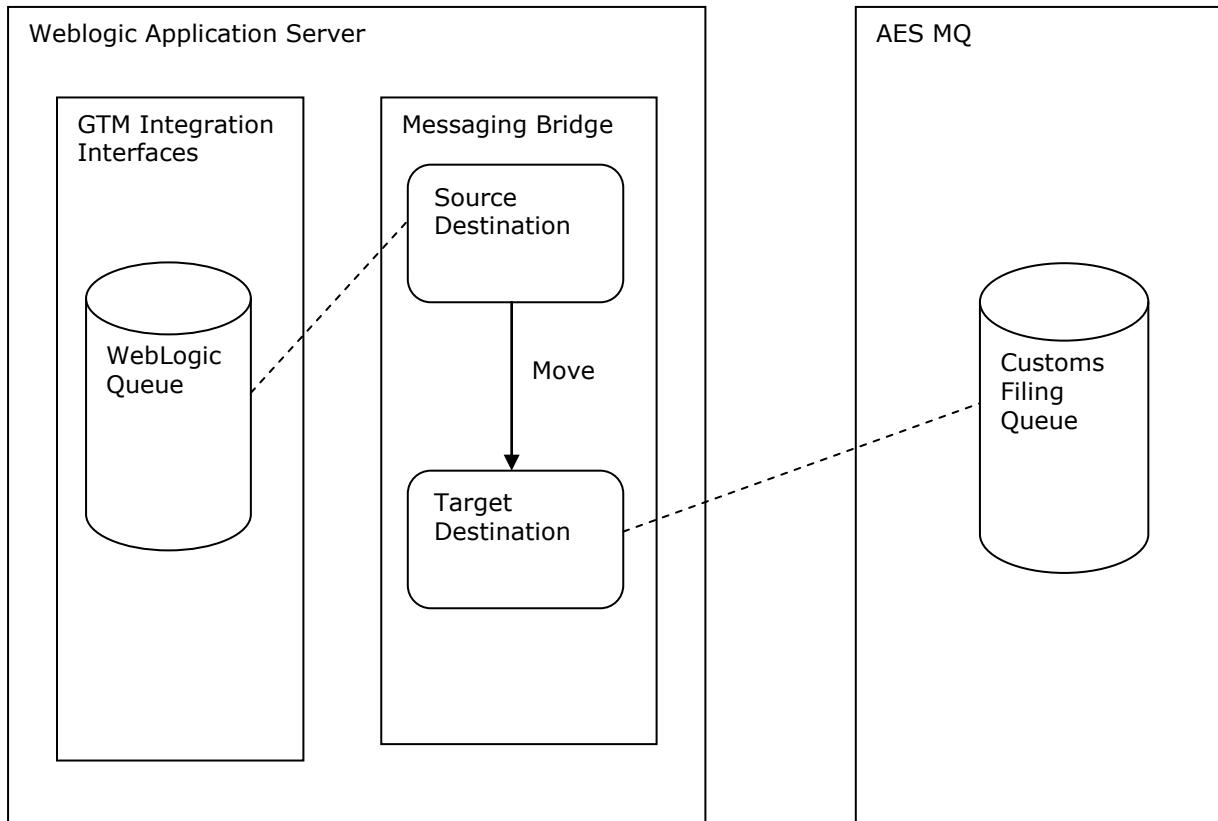 Weblogic Application Server
AES MQ
GTM Integration
Interfaces
Messaging Bridge
Source
Destination
WebLogic
Queue
Move
Customs
Filing
Queue
Target
Destination